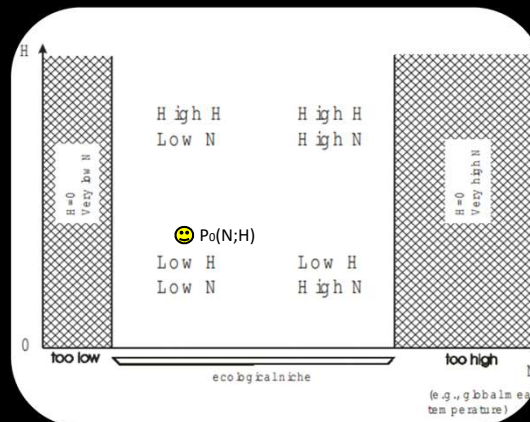 H
High H
Low N
High H
High N
H=0
Very low N
H=0
Very high N
P0(N;H)
Low H
Low N
Low H
High N
0
too low
too high
ecological niche
N
(e.g., global mea
temperature)